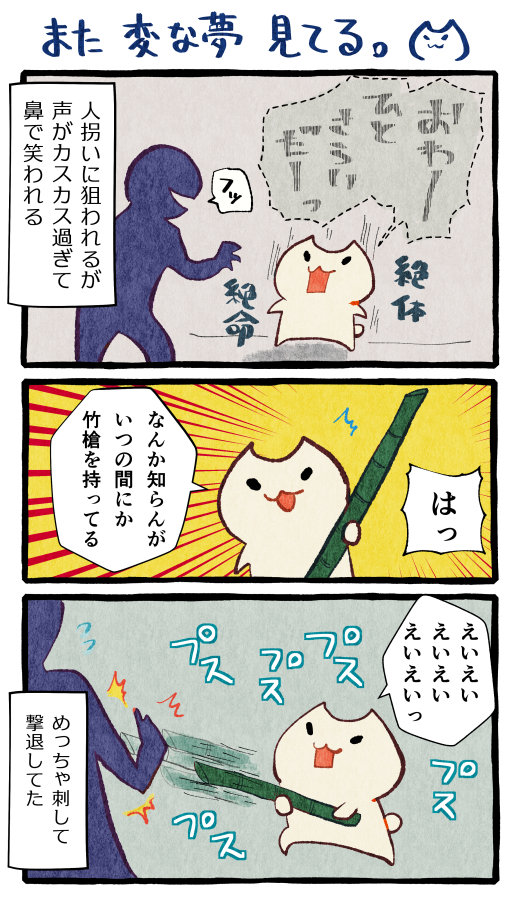 また変な夢見てる。
人拐いに狙われるが
声がカスカス過ぎて
鼻で笑われる
おわー
ひと
さらい
だーっ
フッ
絶体
絶命
はっ
なんか知らんが
いつの間にか
竹槍を持ってる
えいえい
えいえい
えいえいっ
プス
プス
プス
プス
プス
めっちゃ刺して
撃退してた